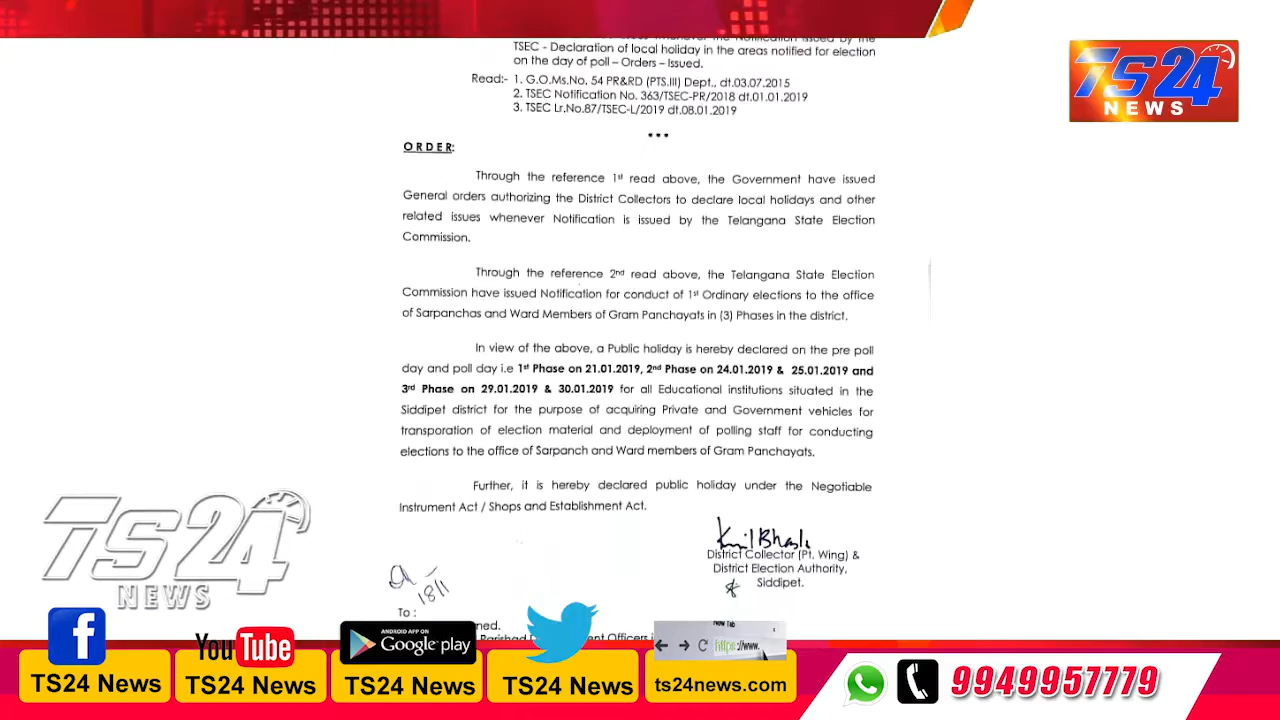 TSEC - Declaration of local holiday in the areas notified for election
on the day of poll – Orders – Issued.
Read:- 1. G.O.Ms.No. 54 PR&RD (PTS.III) Dept., dt.03.07.2015
2. TSEC Notification No. 363/TSEC-PR/2018 dt.01.01.2019
3. TSEC Lr.No.87/TSEC-L/2019 dt.08.01.2019
***
TS24
NEWS
ORDER:
Through the reference 1st read above, the Government have issued
General orders authorizing the District Collectors to declare local holidays and other
related issues whenever Notification is issued by the Telangana State Election
Commission.
Through the reference 2nd read above, the Telangana State Election
Commission have issued Notification for conduct of 1st Ordinary elections to the office
of Sarpanchas and Ward Members of Gram Panchayats in (3) Phases in the district.
In view of the above, a Public holiday is hereby declared on the pre poll
day and poll day i.e 1st Phase on 21.01.2019, 2nd Phase on 24.01.2019 & 25.01.2019 and
3rd Phase on 29.01.2019 & 30.01.2019 for all Educational institutions situated in the
Siddipet district for the purpose of acquiring Private and Government vehicles for
transporation of election material and deployment of polling staff for conducting
elections to the office of Sarpanch and Ward members of Gram Panchayats.
Further, it is hereby declared public holiday under the Negotiable
Instrument Act / Shops and Establishment Act.
District Collector (Pt. Wing) &
District Election Authority,
Siddipet.
18/1
To :
TS24
NEWS
YouTube
ANDROID APP ON
Google play
New Tab
https://www.
TS24 News
TS24 News
TS24 News
TS24 News
ts24news.com
9949957779